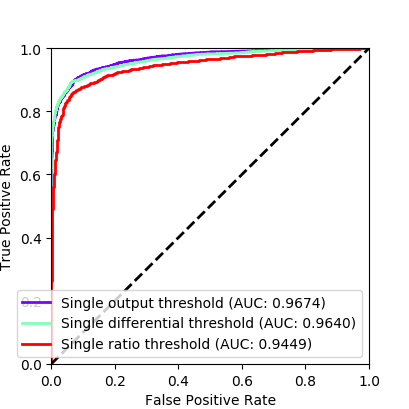 1.0
0.8
0.6
0.4
0.2
0.0
True Positive Rate
Single output threshold (AUC: 0.9674)
Single differential threshold (AUC: 0.9640)
Single ratio threshold (AUC: 0.9449)
0.0 0.2 0.4 0.6 0.8 1.0
False Positive Rate